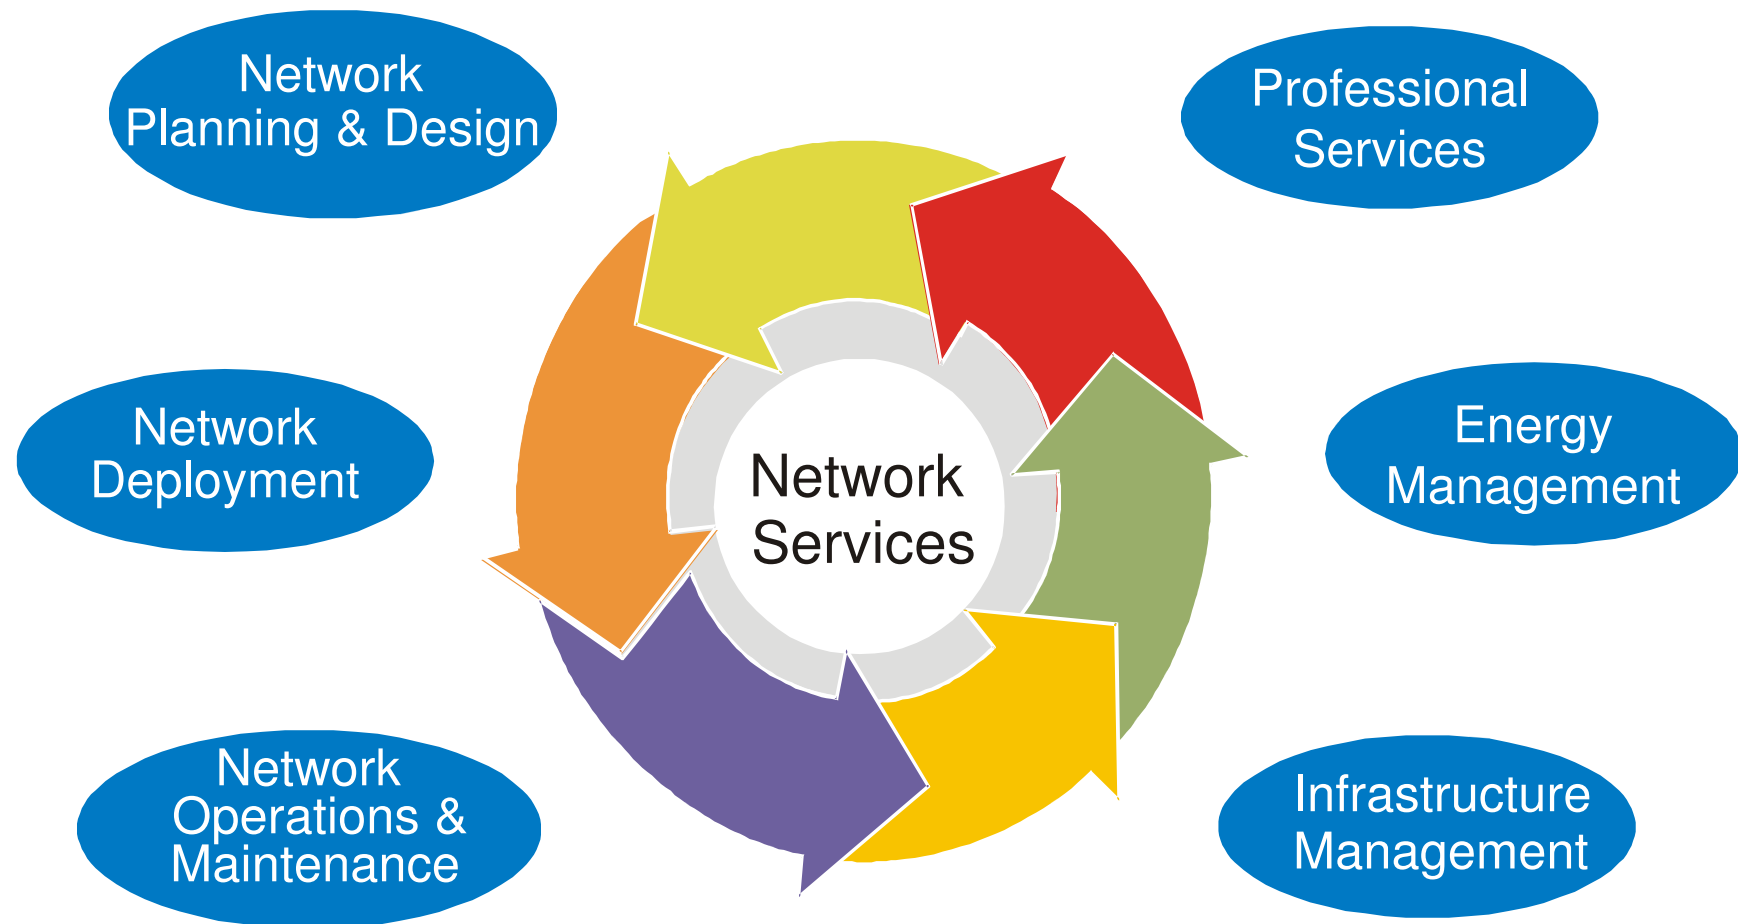 Network
Planning & Design
Professional
Services
Network
Deployment
Network
Services
Energy
Management
Network
Operations &
Maintenance
Infrastructure
Management